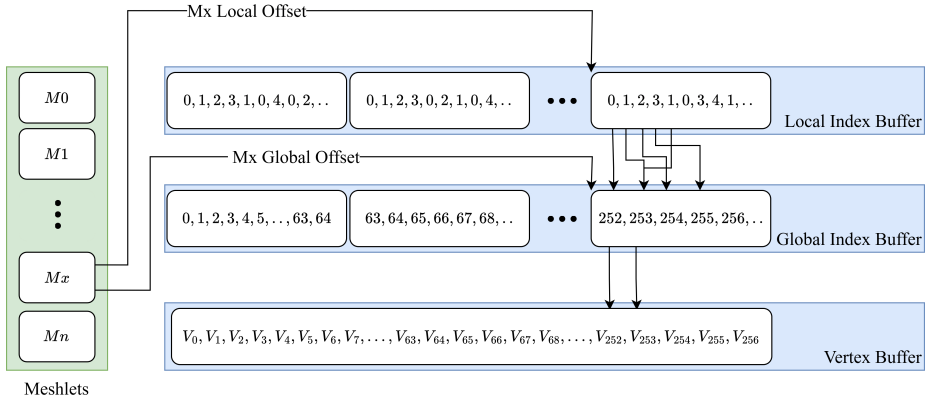 Mx Local Offset
M0
0, 1, 2, 3, 1, 0, 4, 0, 2, . .
0, 1, 2, 3, 0, 2, 1, 0, 4, . .
0, 1, 2, 3, 1, 0, 3, 4, 1, . .
Local Index Buffer
M1
Mx Global Offset
0, 1, 2, 3, 4, 5, . . , 63, 64
63, 64, 65, 66, 67, 68, . .
252, 253, 254, 255, 256, . .
Global Index Buffer
Mx
Mn
V0, V1, V2, V3, V4, V5, V6, V7, . . . , V63, V64, V65, V66, V67, V68, . . . , V252, V253, V254, V255, V256
Vertex Buffer
Meshlets